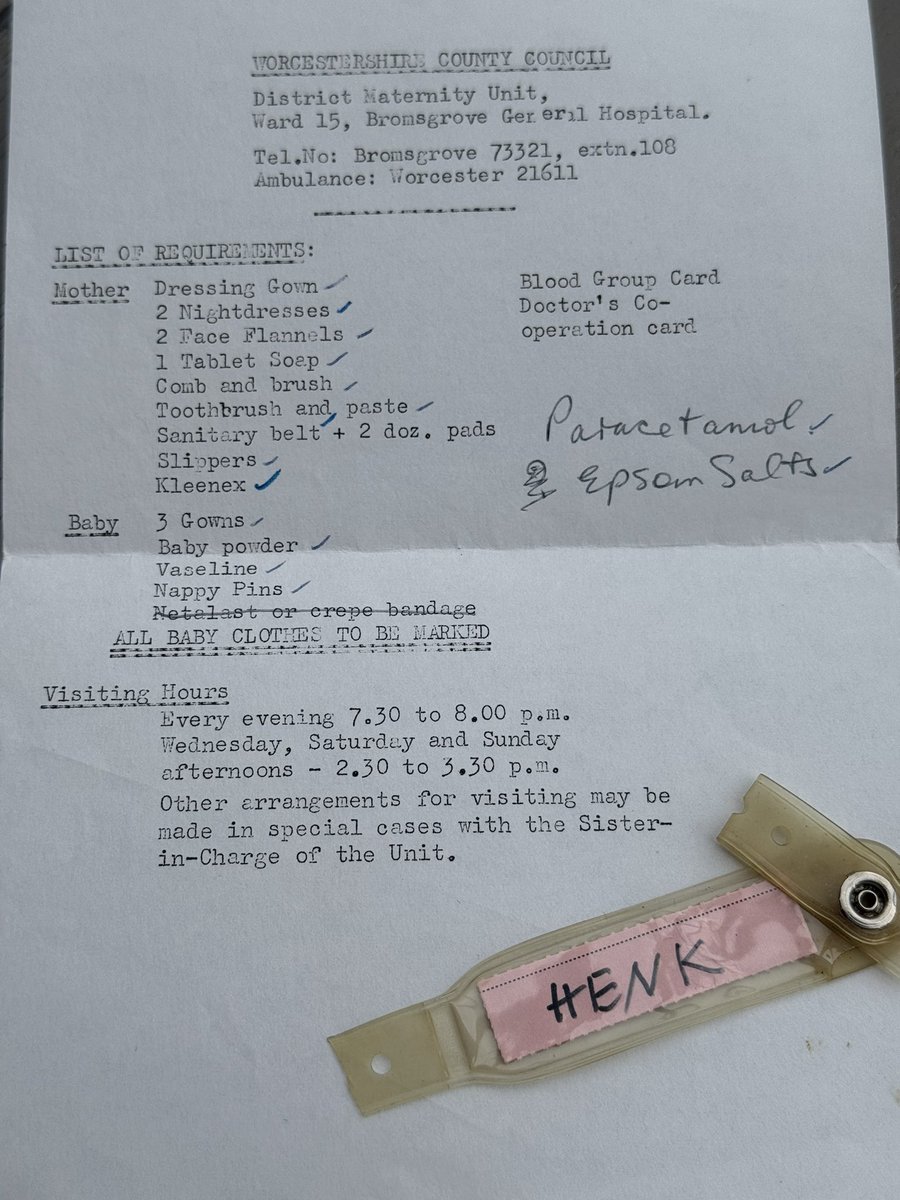 WORCESTERSHIRE COUNTY COUNCIL
District Maternity Unit,
Ward 15, Bromsgrove General Hospital.
Tel.No: Bromsgrove 73321, extn.108
Ambulance: Worcester 21611
LIST OF REQUIREMENTS:
Mother Dressing Gown
2 Nightdresses
2 Face Flannels
1 Tablet Soap
Comb and brush
Toothbrush and paste
Sanitary belt + 2 doz. pads
Slippers
Kleenex
Blood Group Card
Doctor's Co-
operation card
Paracetamol
Epsom Salts
Baby 3 Gowns
Baby powder
Vaseline
Nappy Pins
Netalast or crepe bandage
ALL BABY CLOTHES TO BE MARKED
Visiting Hours
Every evening 7.30 to 8.00 p.m.
Wednesday, Saturday and Sunday
afternoons - 2.30 to 3.30 p.m.
Other arrangements for visiting may be
made in special cases with the Sister-
in-Charge of the Unit.
HENK